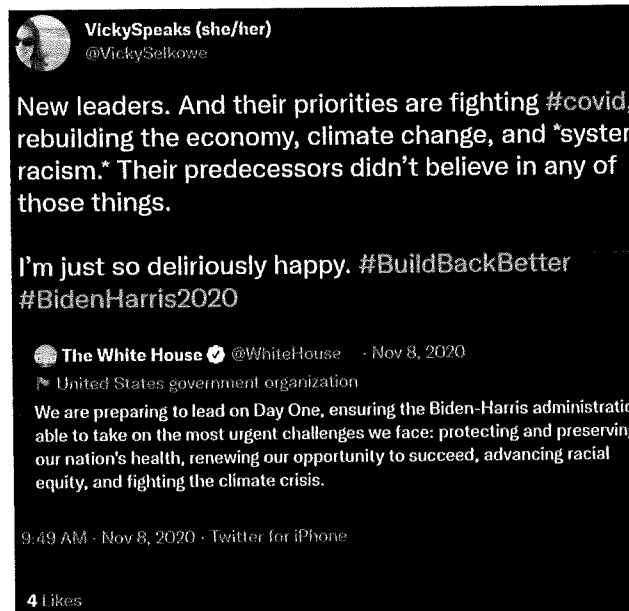 VickySpeaks (she/her)
@VickySelkowe
New leaders. And their priorities are fighting #covid,
rebuilding the economy, climate change, and *system
racism.* Their predecessors didn't believe in any of
those things.
I'm just so deliriously happy. #BuildBackBetter
#BidenHarris2020
The White House @WhiteHouse · Nov 8, 2020
United States government organization
We are preparing to lead on Day One, ensuring the Biden-Harris administratio
able to take on the most urgent challenges we face: protecting and preserving
our nation's health, renewing our opportunity to succeed, advancing racial
equity, and fighting the climate crisis.
9:49 AM · Nov 8, 2020 · Twitter for iPhone
4 Likes